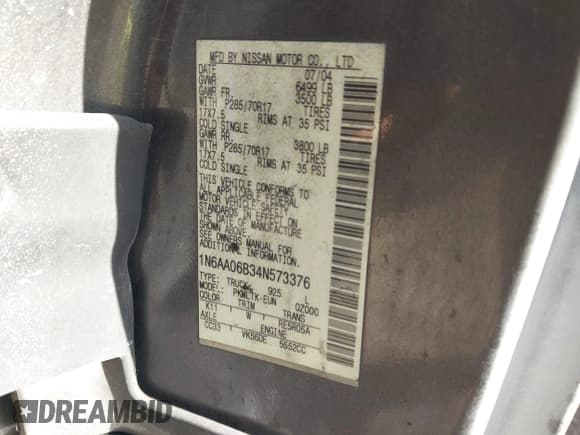 MFD BY NISSAN MOTOR CO., LTD
DATE 07/04
GVWR 6499 LB
GAWR FR. 3500 LB
WITH P285/70R17 TIRES
17X7.5 RIMS AT 35 PSI
COLD SINGLE
GAWR RR. 3800 LB
WITH P285/70R17 TIRES
17X7.5 RIMS AT 35 PSI
COLD SINGLE
THIS VEHICLE CONFORMS TO
ALL APPLICABLE FEDERAL
MOTOR VEHICLE SAFETY
STANDARDS IN EFFECT ON
THE DATE OF MANUFACTURE
SHOWN ABOVE.
SEE OWNERS MANUAL FOR
ADDITIONAL INFORMATION.
1N6AA06B34N573376
TYPE: TRUCK 925 L
MODEL: PKMLTK-EUN 0Z000
COLOR TRIM TRANS
K11 W RE5R05A
AXLE ENGINE
CC33 VK56DE 5552CC
DREAMBID